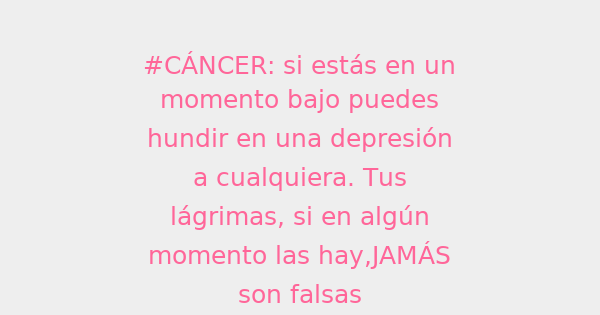 #CÁNCER: si estás en un
momento bajo puedes
hundir en una depresión
a cualquiera. Tus
lágrimas, si en algún
momento las hay,JAMÁS
son falsas